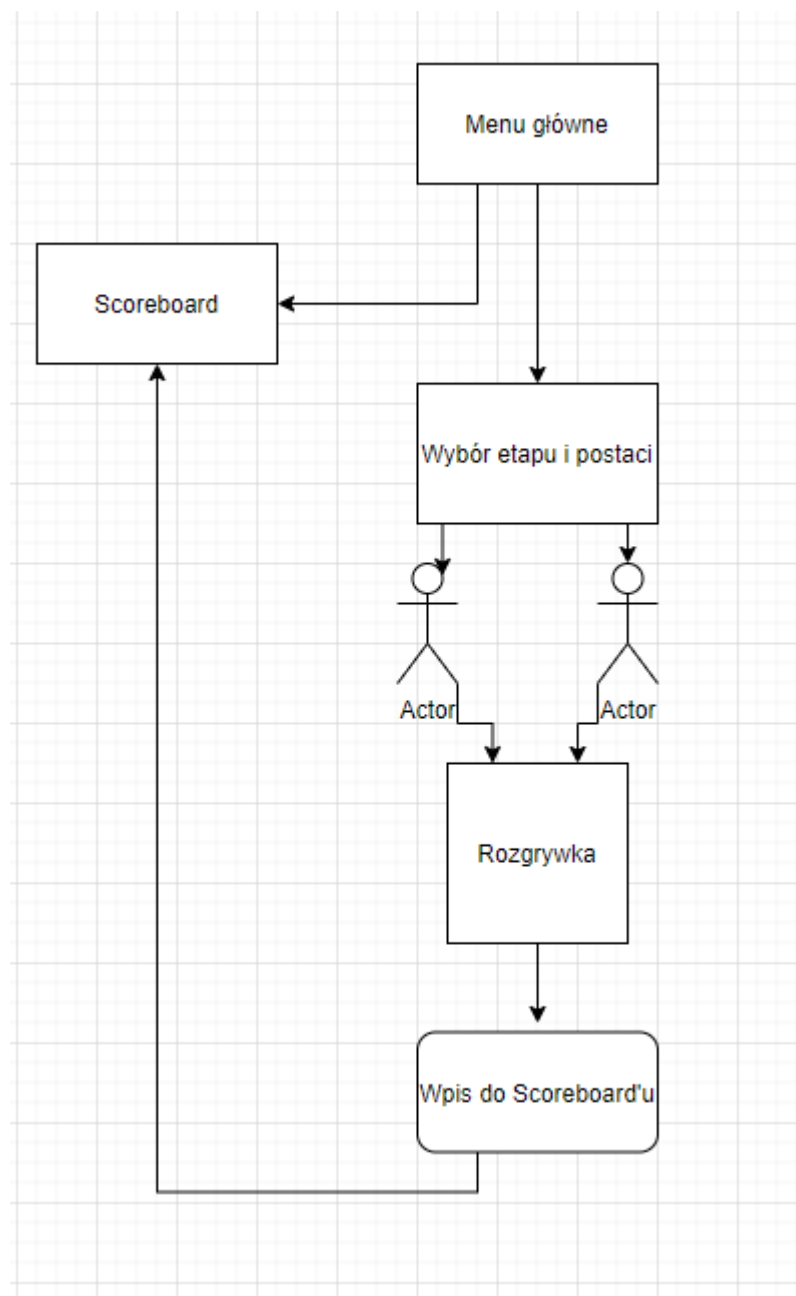 Menu główne
Scoreboard
Wybór etapu i postaci
Actor
Actor
Rozgrywka
Wpis do Scoreboard'u